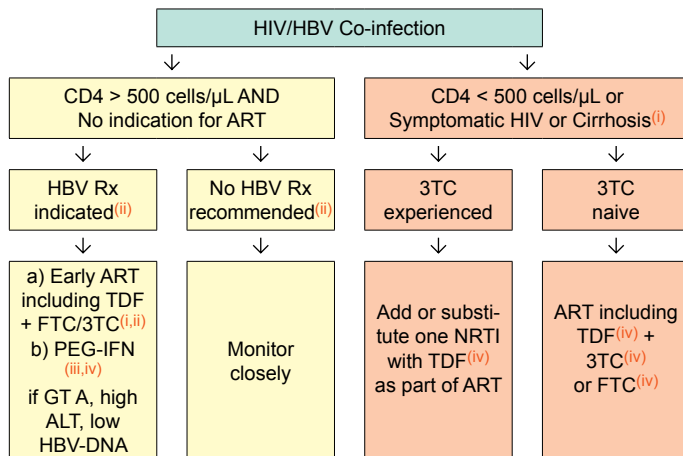 HIV/HBV Co-infection
CD4 > 500 cells/µL AND
No indication for ART
CD4 < 500 cells/µL or
Symptomatic HIV or Cirrhosis(i)
HBV Rx
indicated(ii)
No HBV Rx
recommended(ii)
3TC
experienced
3TC
naive
a) Early ART
including TDF
+ FTC/3TC(i,ii)
b) PEG-IFN
(iii,iv)
if GT A, high
ALT, low
HBV-DNA
Monitor
closely
Add or substi-
tute one NRTI
with TDF(iv)
as part of ART
ART including
TDF(iv) +
3TC(iv)
or FTC(iv)